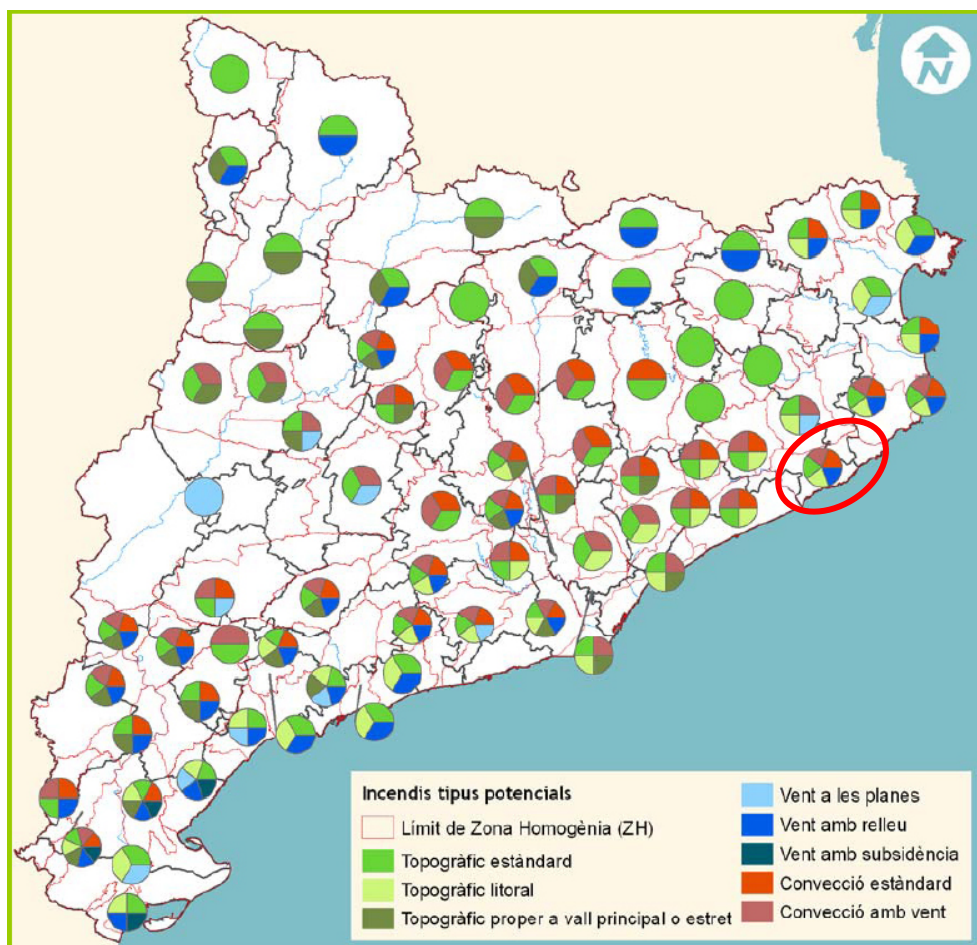 N
Incendis tipus potencials
Límit de Zona Homogènia (ZH)
Topogràfic estàndard
Topogràfic litoral
Topogràfic proper a vall principal o estret
Vent a les planes
Vent amb relleu
Vent amb subsidència
Convecció estàndard
Convecció amb vent